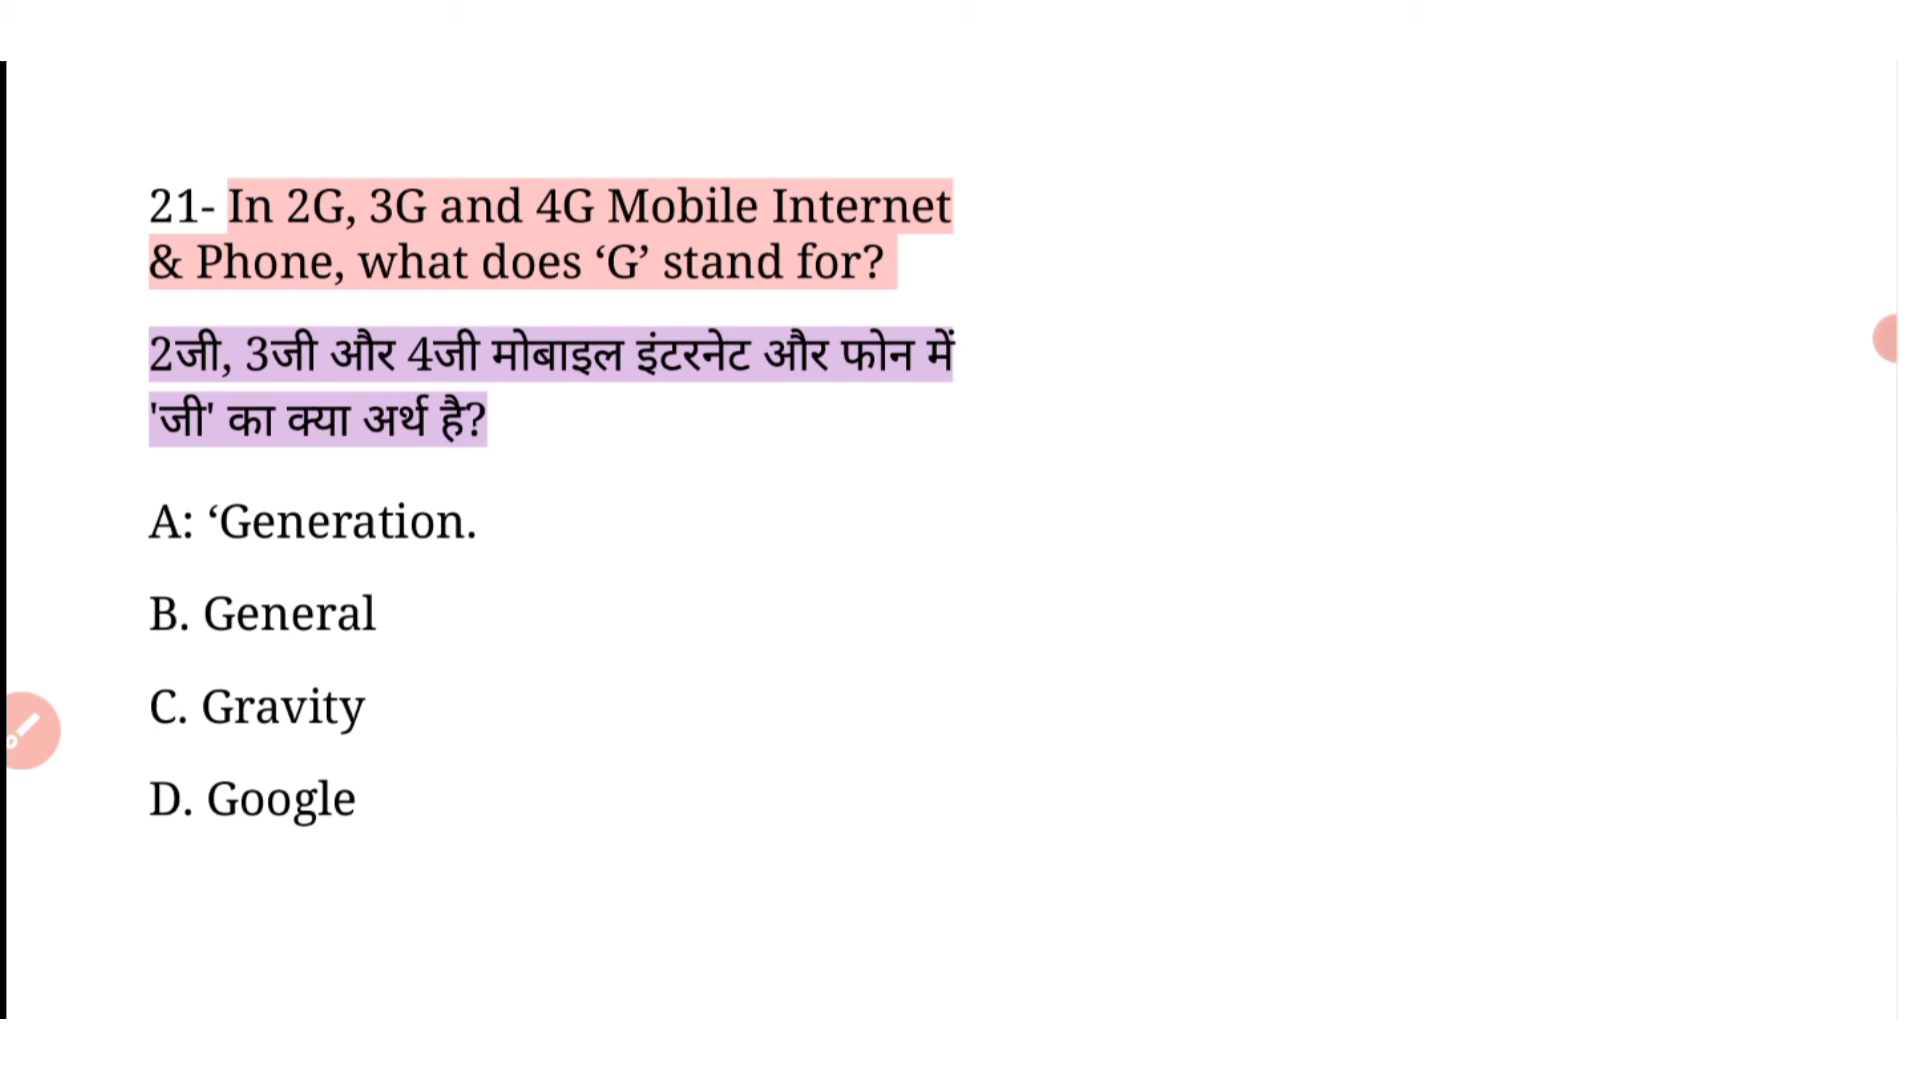 21- In 2G, 3G and 4G Mobile Internet
& Phone, what does ‘G’ stand for?
2जी, 3जी और 4जी मोबाइल इंटरनेट और फोन में
'जी' का क्या अर्थ है?
A: ‘Generation.
B. General
C. Gravity
D. Google